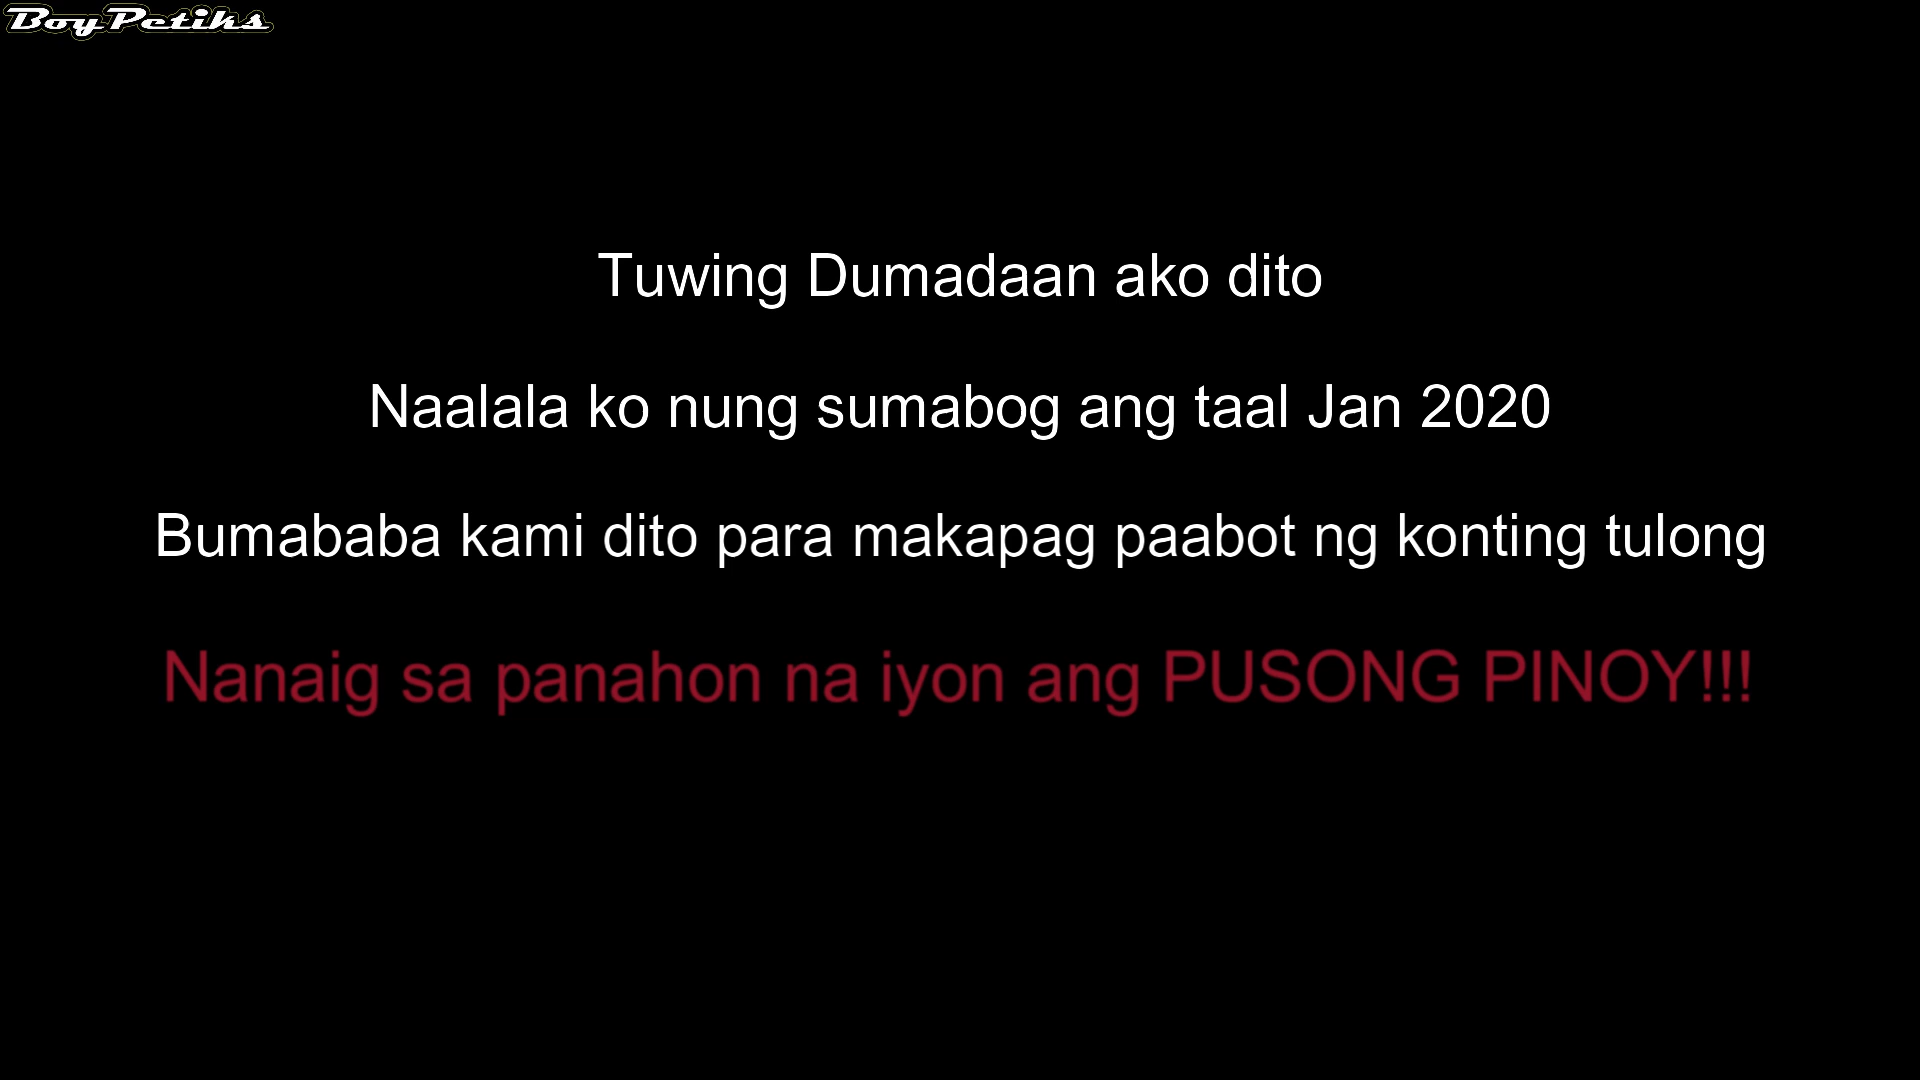 BoyPetiks
Tuwing Dumadaan ako dito
Naalala ko nung sumabog ang taal Jan 2020
Bumababa kami dito para makapag paabot ng konting tulong
Nanaig sa panahon na iyon ang PUSONG PINOY!!!